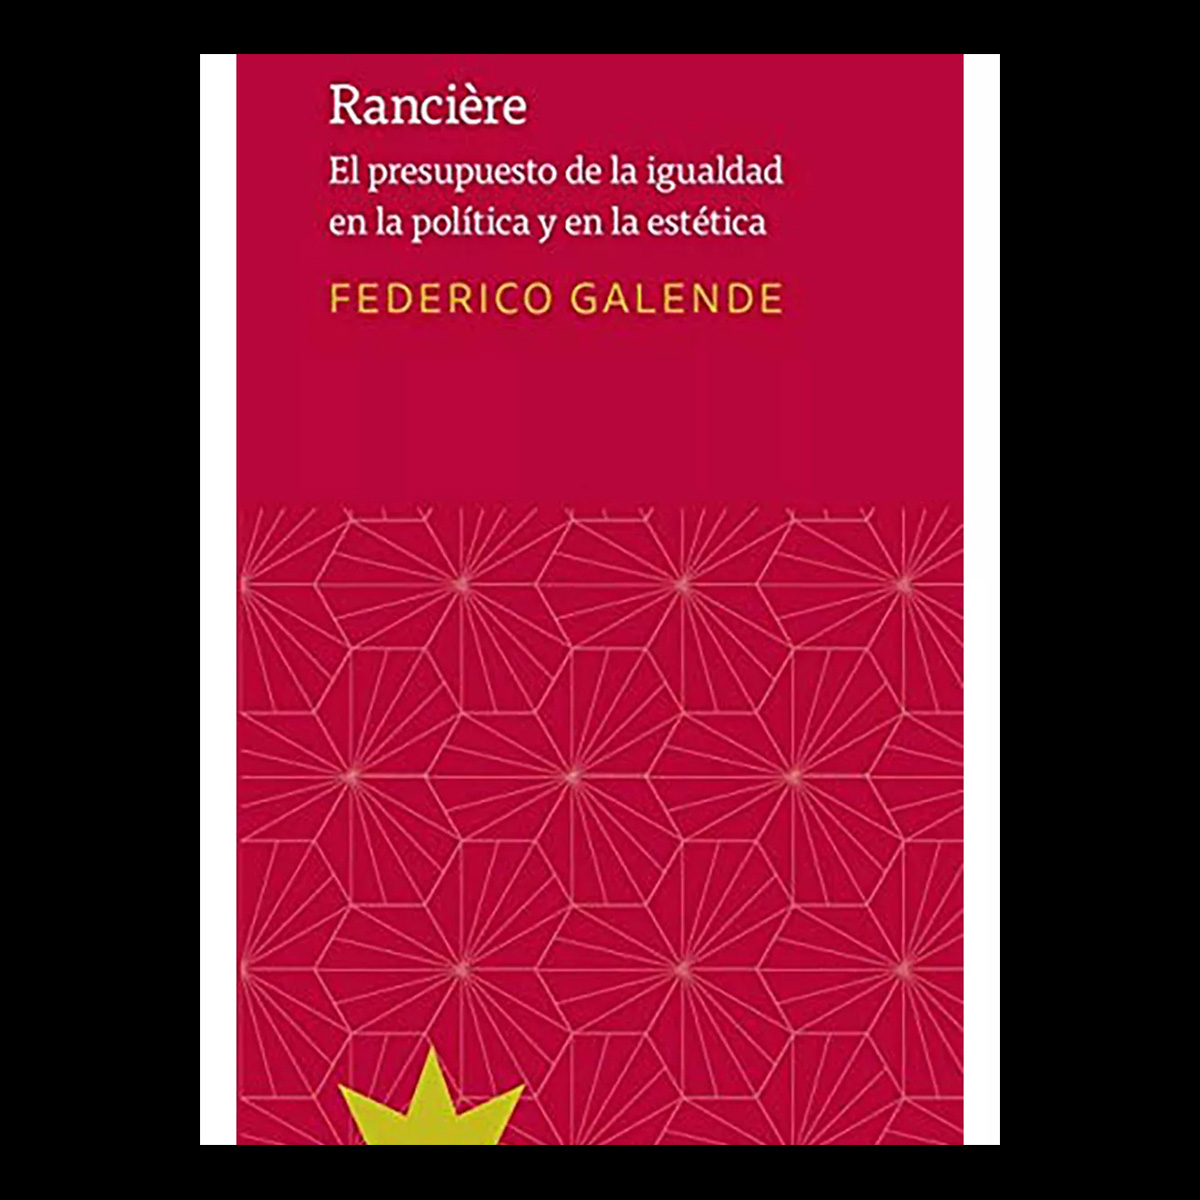 Rancière
El presupuesto de la igualdad
en la política y en la estética
FEDERICO GALENDE